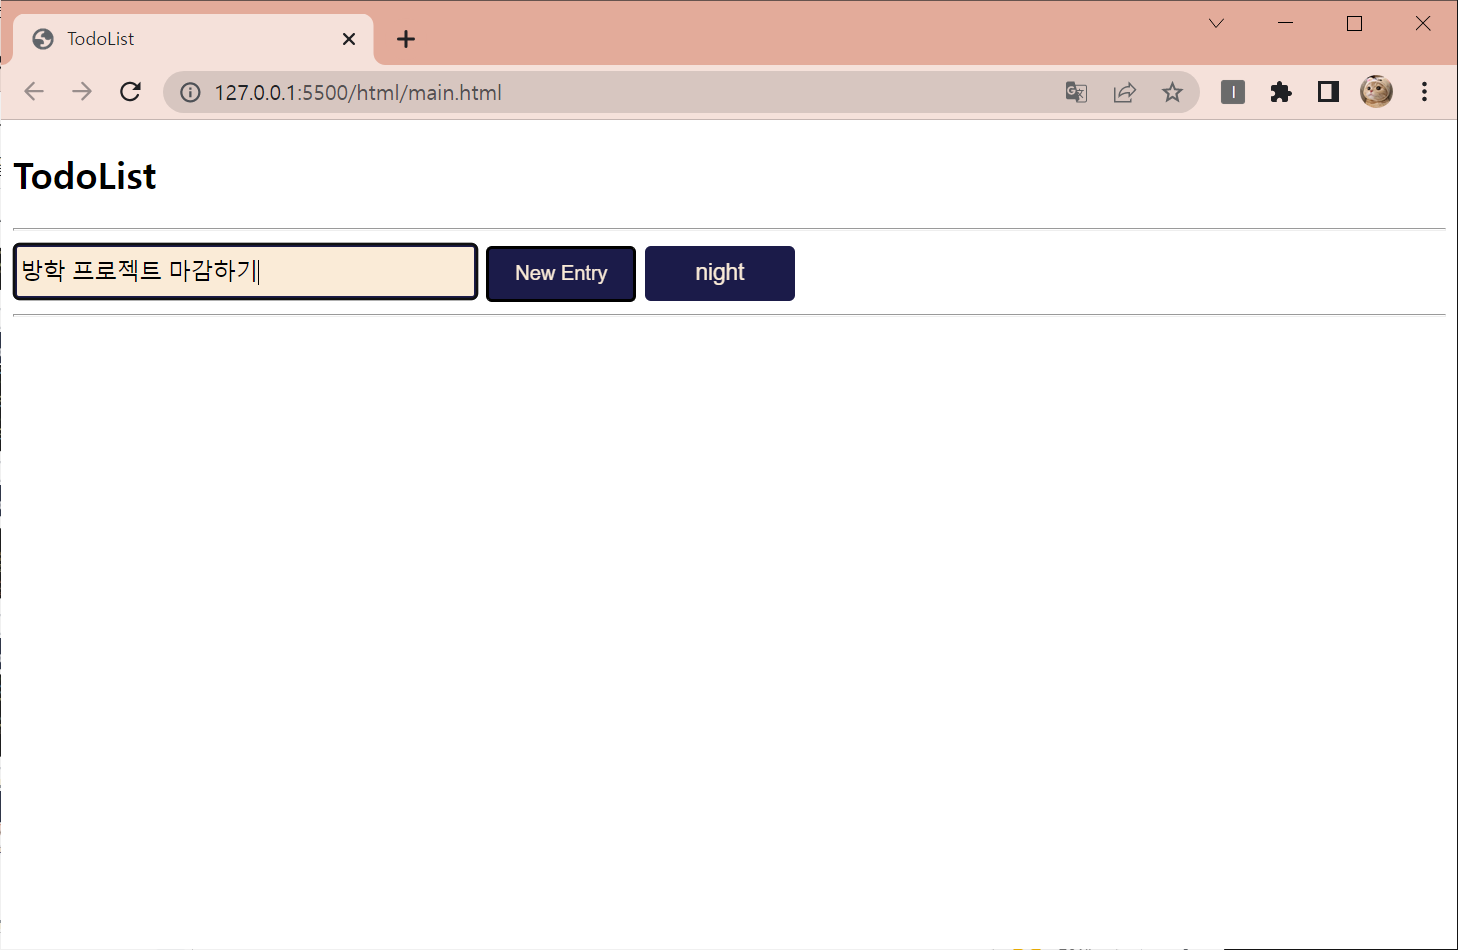 TodoList
127.0.0.1:5500/html/main.html
TodoList
방학 프로젝트 마감하기
New Entry
night